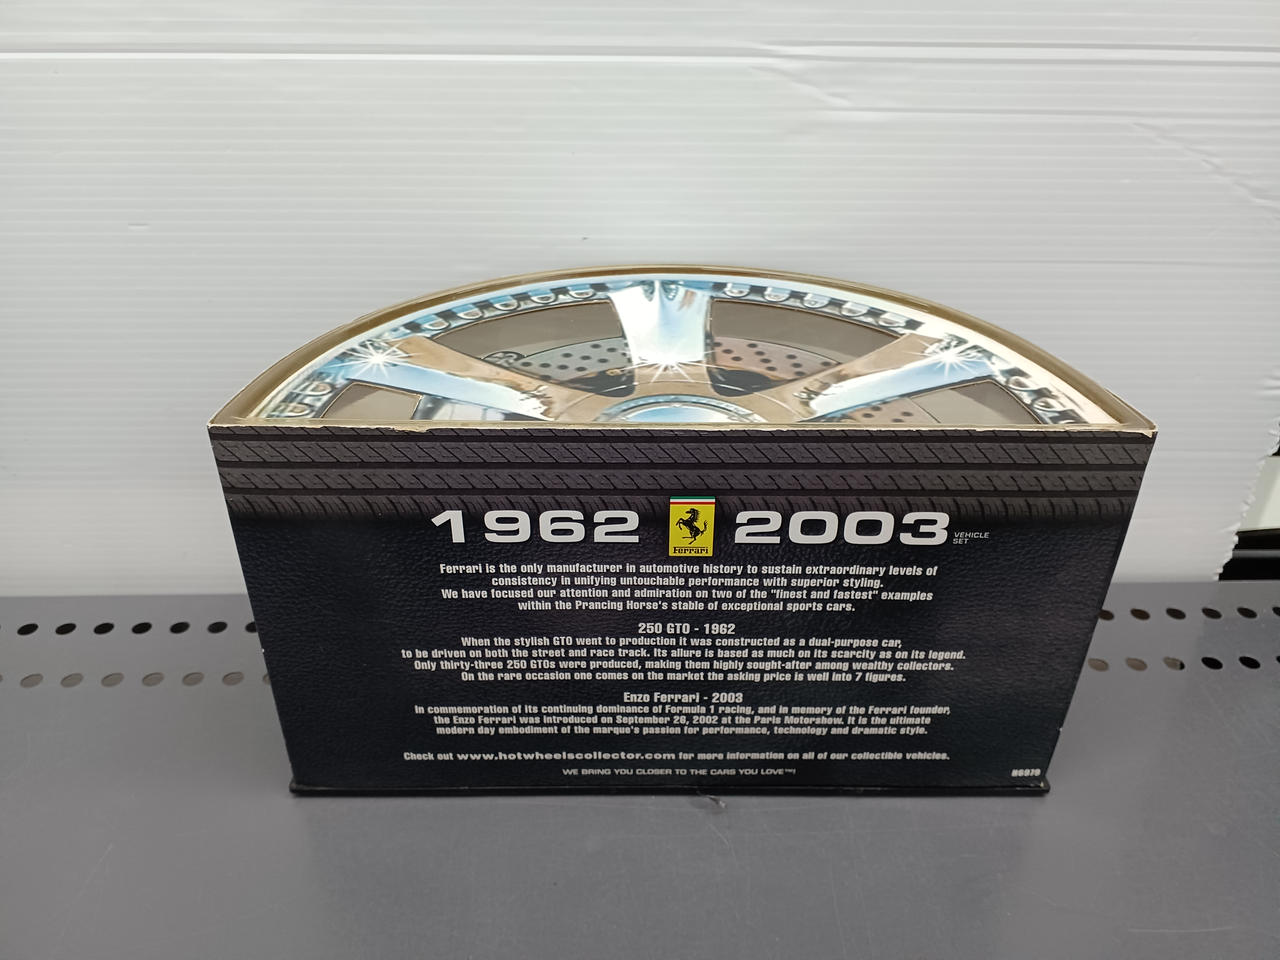 1962 Ferrari 2003 VEHICLE SET
Ferrari is the only manufacturer in automotive history to sustain extraordinary levels of
consistency in unifying untouchable performance with superior styling.
We have focused our attention and admiration on two of the "finest and fastest" examples
within the Prancing Horse's stable of exceptional sports cars.
250 GTO - 1962
When the stylish GTO went to production it was constructed as a dual-purpose car,
to be driven on both the street and race track. Its allure is based as much on its scarcity as on its legend.
Only thirty-three 250 GTOs were produced, making them highly sought-after among wealthy collectors.
On the rare occasion one comes on the market the asking price is well into 7 figures.
Enzo Ferrari - 2003
In commemoration of its continuing dominance of Formula 1 racing, and in memory of the Ferrari founder,
the Enzo Ferrari was introduced on September 26, 2002 at the Paris Motorshow. It is the ultimate
modern day embodiment of the marque's passion for performance, technology and dramatic style.
Check out www.hotwheelscollector.com for more information on all of our collectible vehicles.
WE BRING YOU CLOSER TO THE CARS YOU LOVE™!
H6979